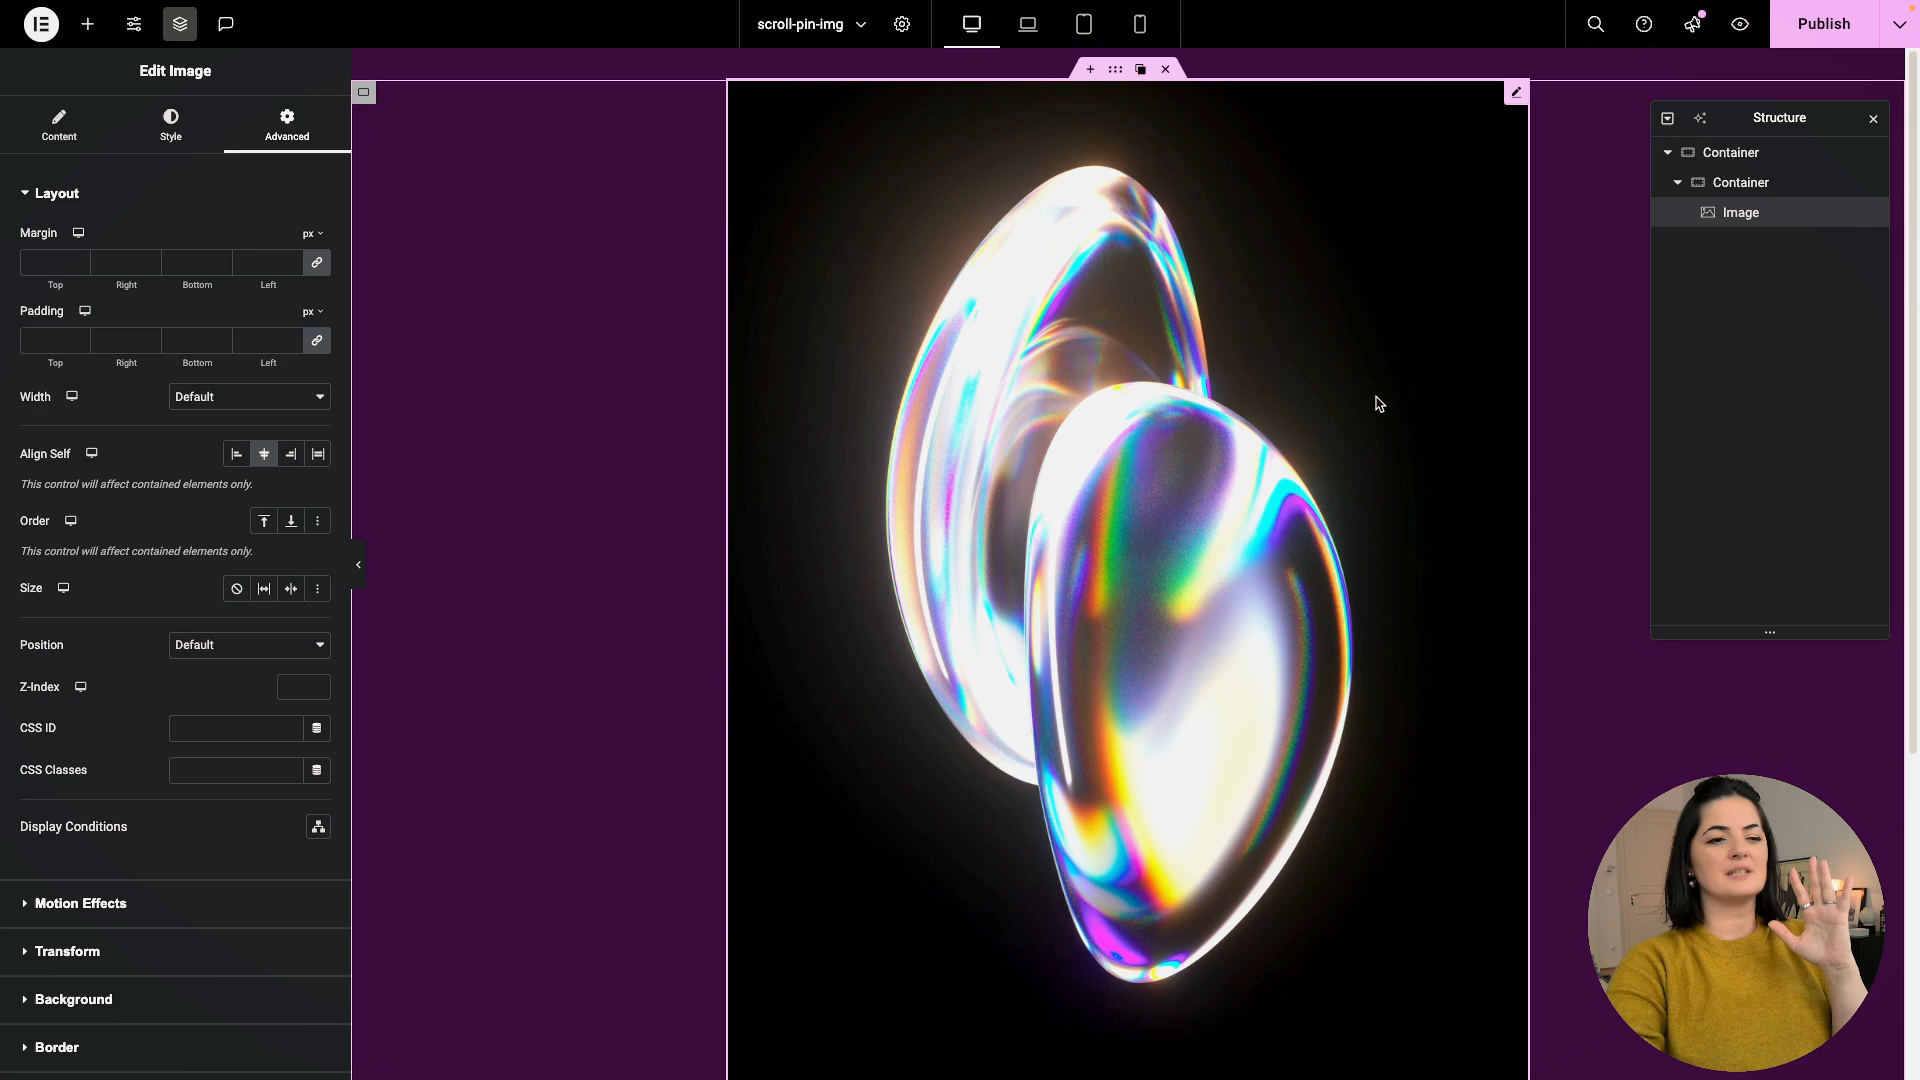 scroll-pin-img
Publish
Edit Image
Content
Style
Advanced
Layout
Margin
px
Top
Right
Bottom
Left
Padding
px
Top
Right
Bottom
Left
Width
Default
Align Self
This control will affect contained elements only.
Order
This control will affect contained elements only.
Size
Position
Default
Z-Index
CSS ID
CSS Classes
Display Conditions
Motion Effects
Transform
Background
Border
Structure
Container
Container
Image